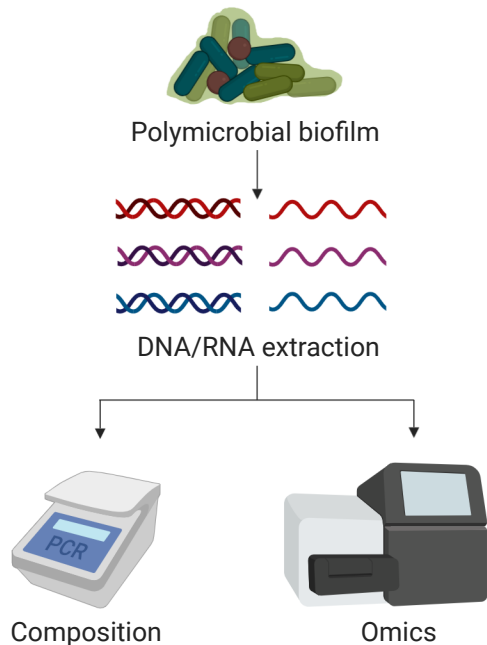 Polymicrobial biofilm
DNA/RNA extraction
PCR
Composition
Omics